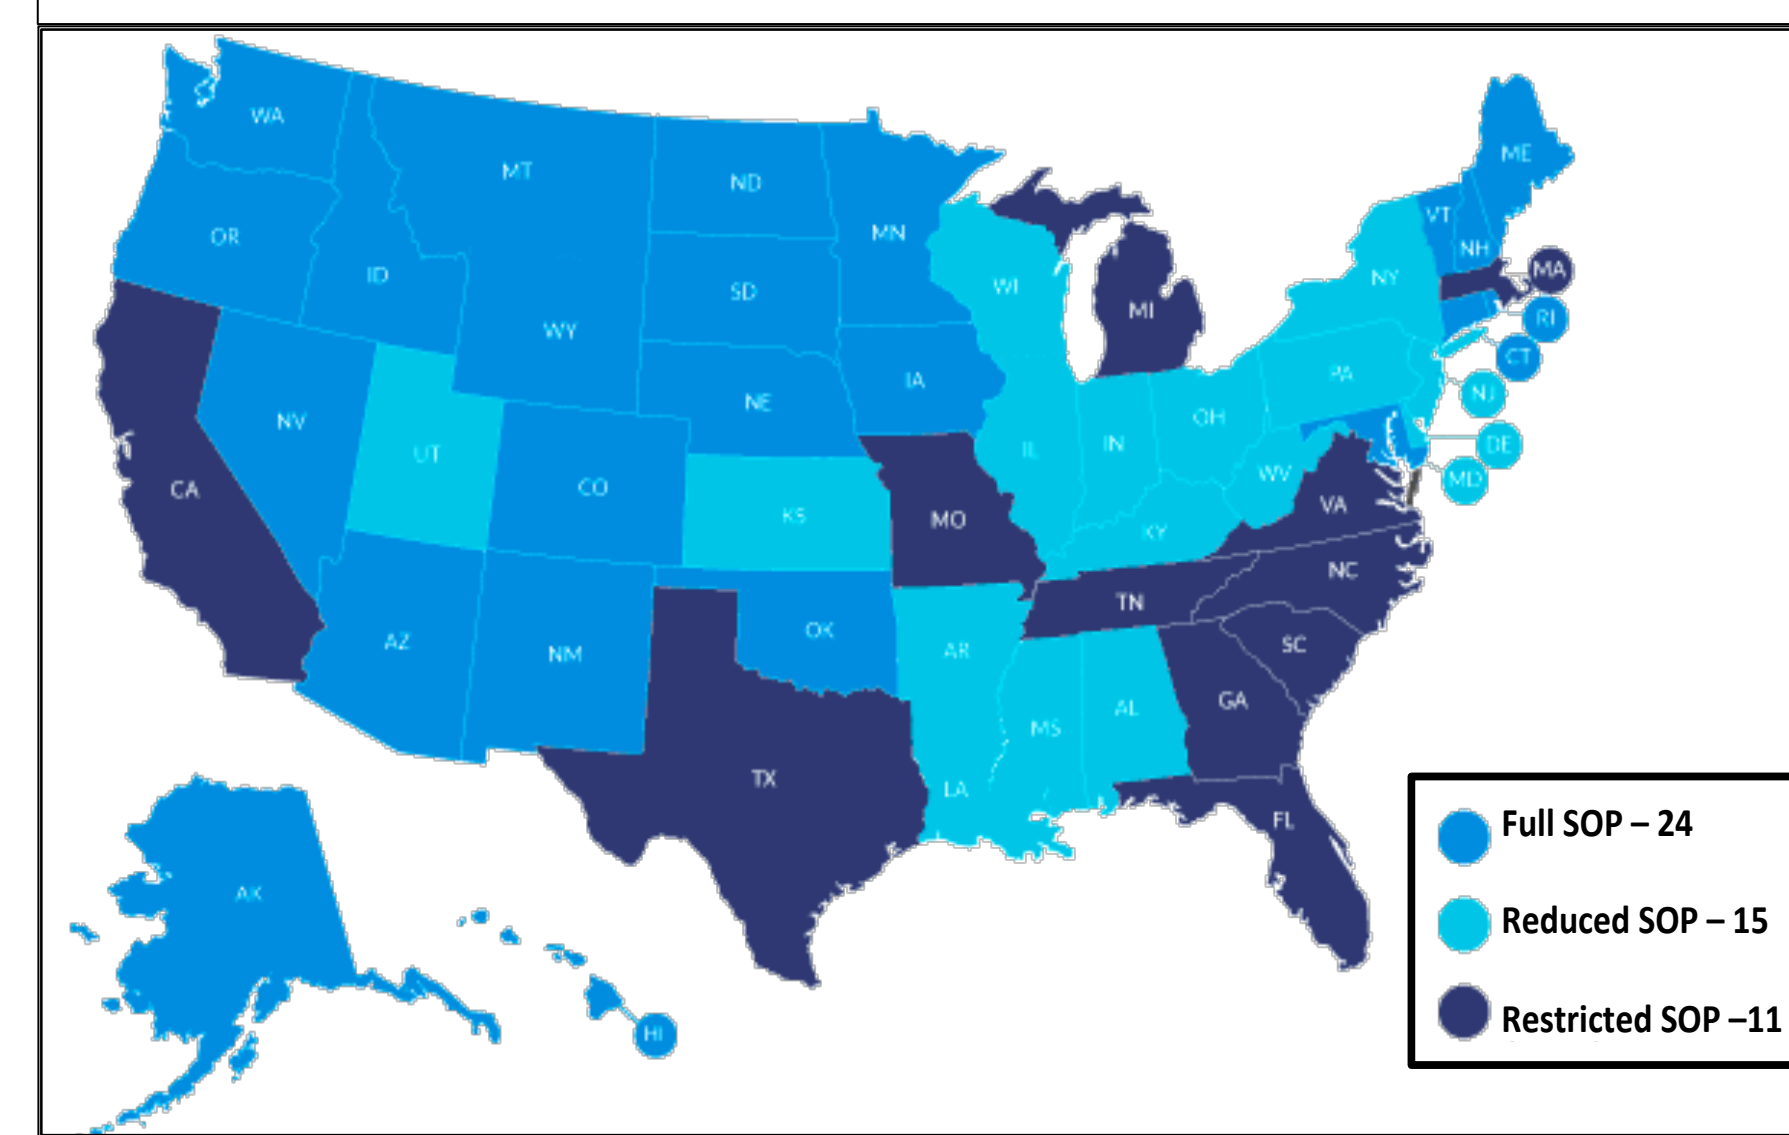 WA
MT
ND
MN
OR
ID
SD
WY
WI
MI
ME
VT
NH
NY
MA
RI
CT
NJ
DE
MD
PA
IA
NE
NV
UT
CO
CA
KS
MO
IL
IN
OH
WV
VA
KY
NC
TN
SC
AZ
NM
OK
AR
MS
AL
GA
TX
LA
FL
AK
HI
Full SOP – 24
Reduced SOP – 15
Restricted SOP –11